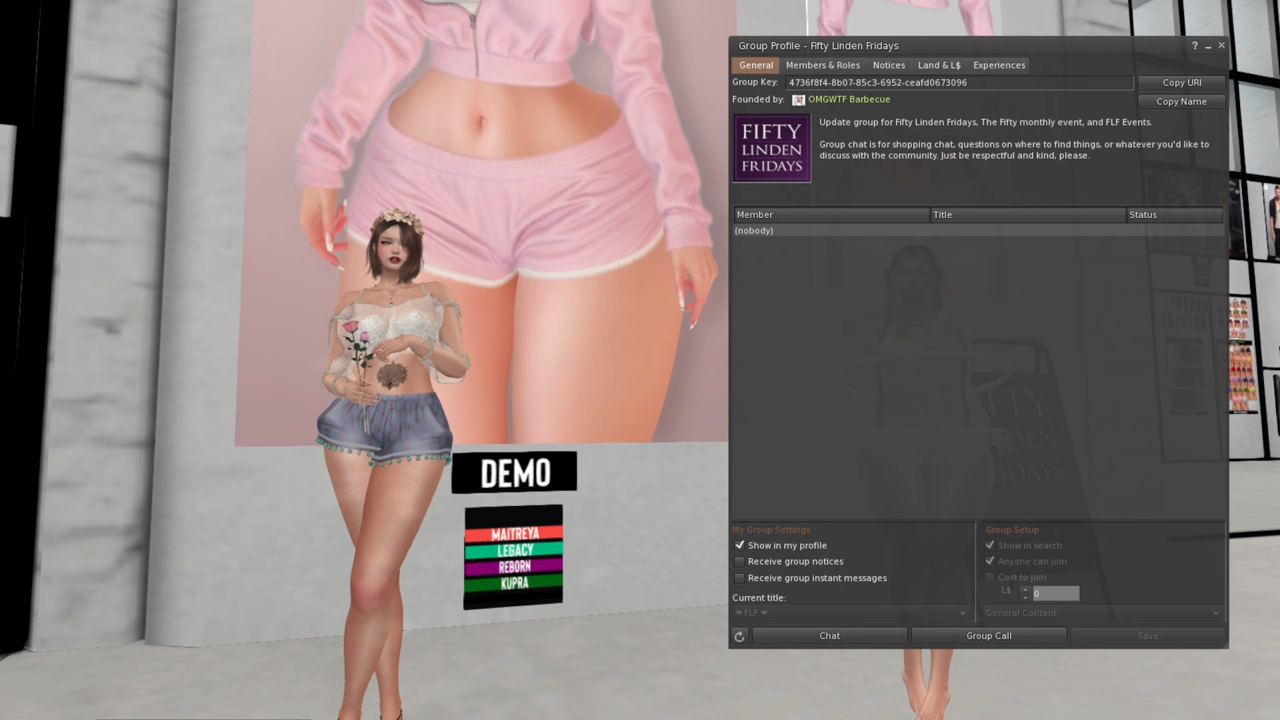 Group Profile - Fifty Linden Fridays
General Members & Roles Notices Land & L$ Experiences
Group Key: 4736f8f4-8b07-85c3-6952-ceafd0673096 Copy URI
Founded by: OMGWTF Barbecue Copy Name
FIFTY
LINDEN
FRIDAYS
Update group for Fifty Linden Fridays, The Fifty monthly event, and FLF Events.
Group chat is for shopping chat, questions on where to find things, or whatever you'd like to
discuss with the community. Just be respectful and kind, please.
Member Title Status
(nobody)
DEMO
MAITREYA
LEGACY
REBORN
KUPRA
My Group Settings
Show in my profile
Receive group notices
Receive group instant messages
Current title:
❤ FLF ❤
Group Setup
Show in search
Anyone can join
Cost to join
L$ 0
General Content
Chat Group Call Save